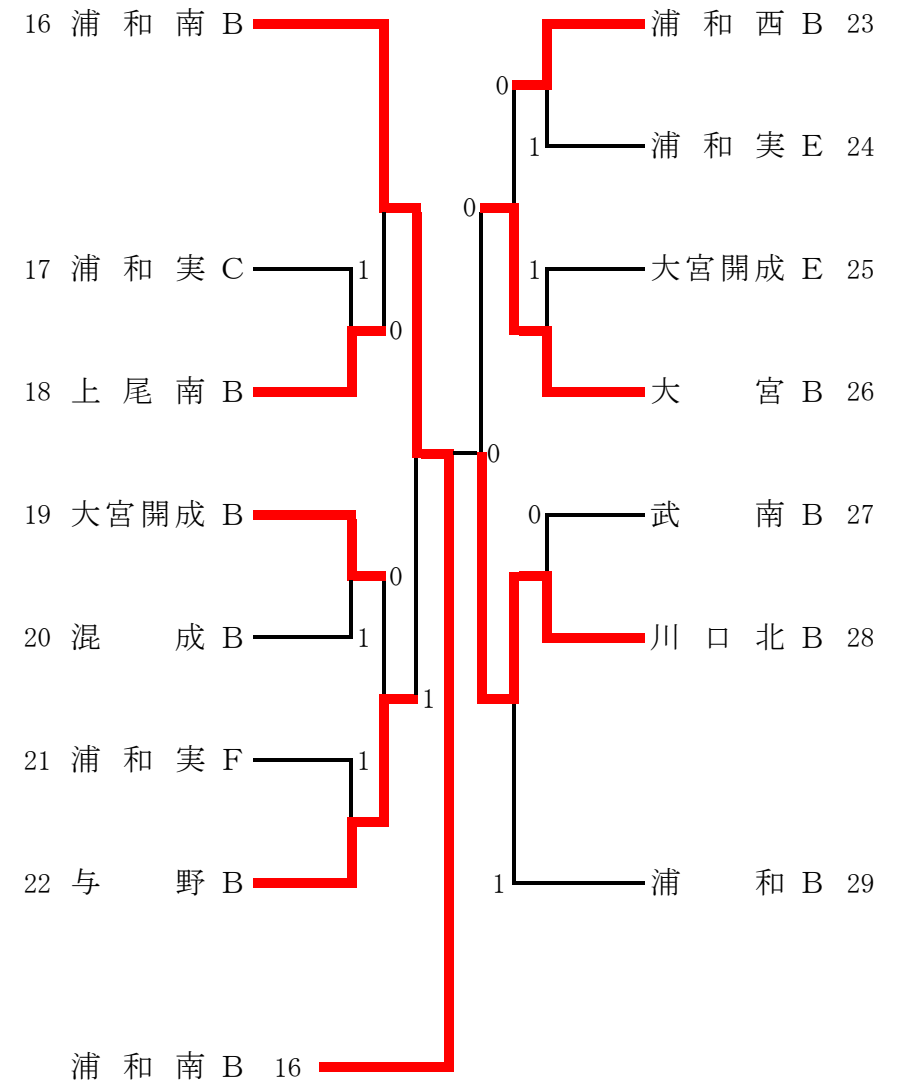 16 浦和南 B
浦和西 B 23
0
1 浦和実 E 24
0
17 浦和実 C 1
1 大宮開成 E 25
0
18 上尾南 B
大宮 B 26
0
19 大宮開成 B
0 武南 B 27
0
20 混成 B 1
川口北 B 28
1
21 浦和実 F 1
22 与野 B
1 浦和 B 29
浦和南 B 16